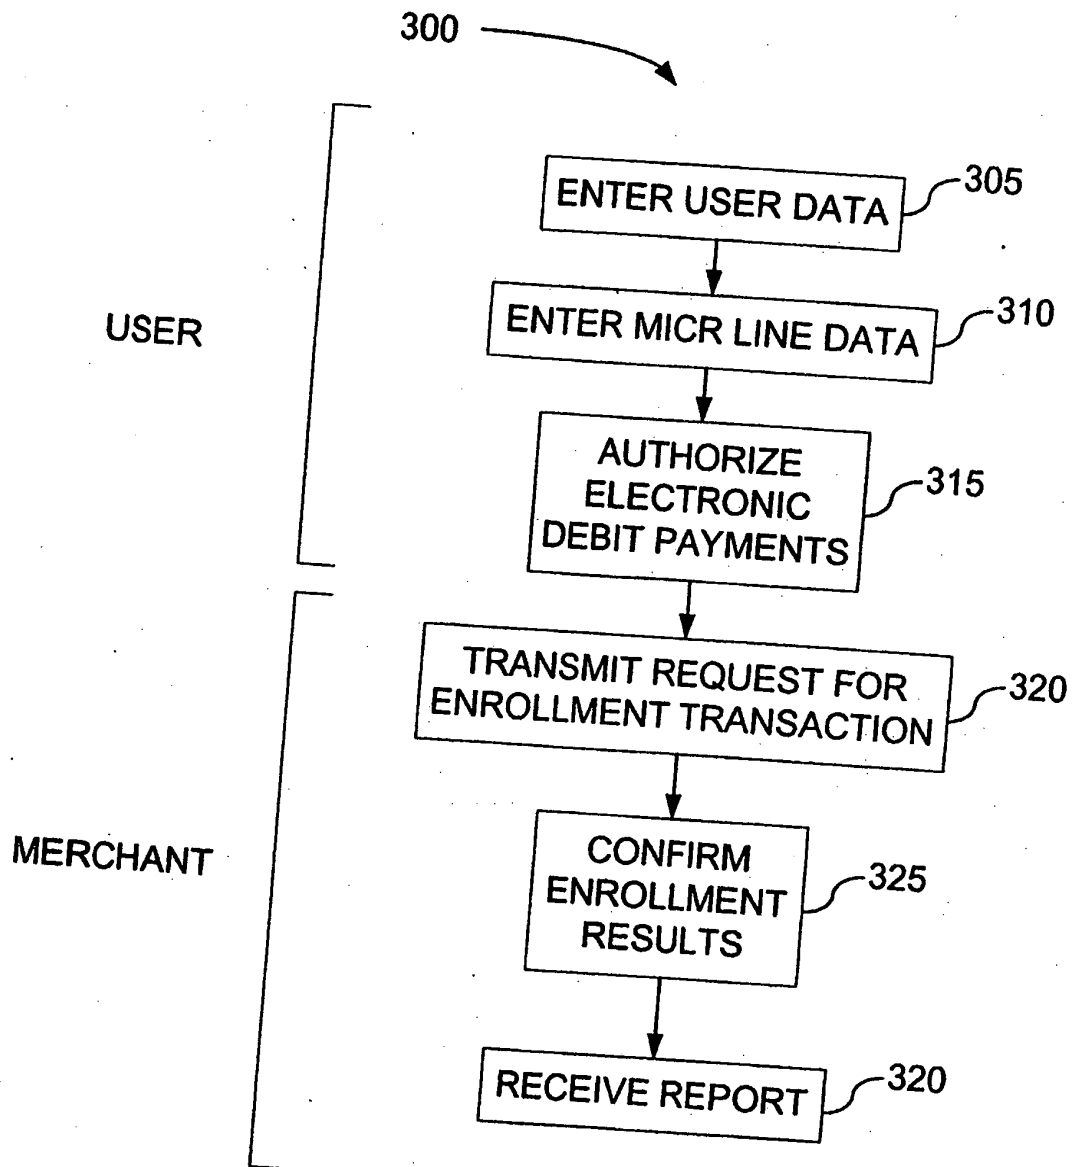 300
ENTER USER DATA
305
USER
ENTER MICR LINE DATA
310
AUTHORIZE
ELECTRONIC
DEBIT PAYMENTS
315
TRANSMIT REQUEST FOR
ENROLLMENT TRANSACTION
320
MERCHANT
CONFIRM
ENROLLMENT
RESULTS
325
RECEIVE REPORT
320